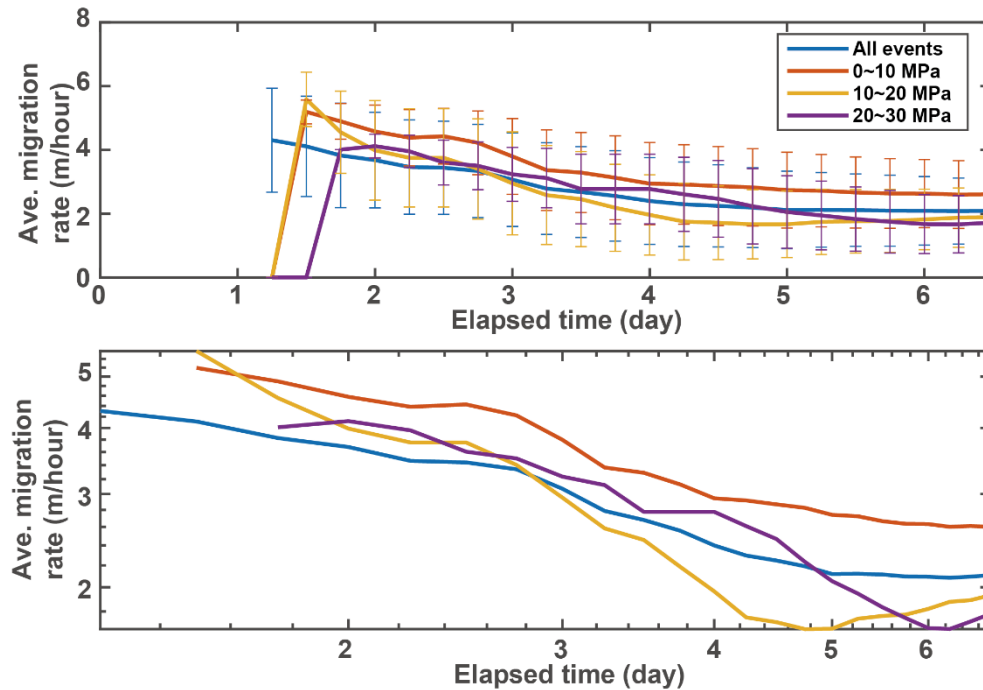 8
6
4
2
0
Ave. migration
rate (m/hour)
All events
0~10 MPa
10~20 MPa
20~30 MPa
0 1 2 3 4 5 6
Elapsed time (day)
5
4
3
2
Ave. migration
rate (m/hour)
2 3 4 5 6
Elapsed time (day)